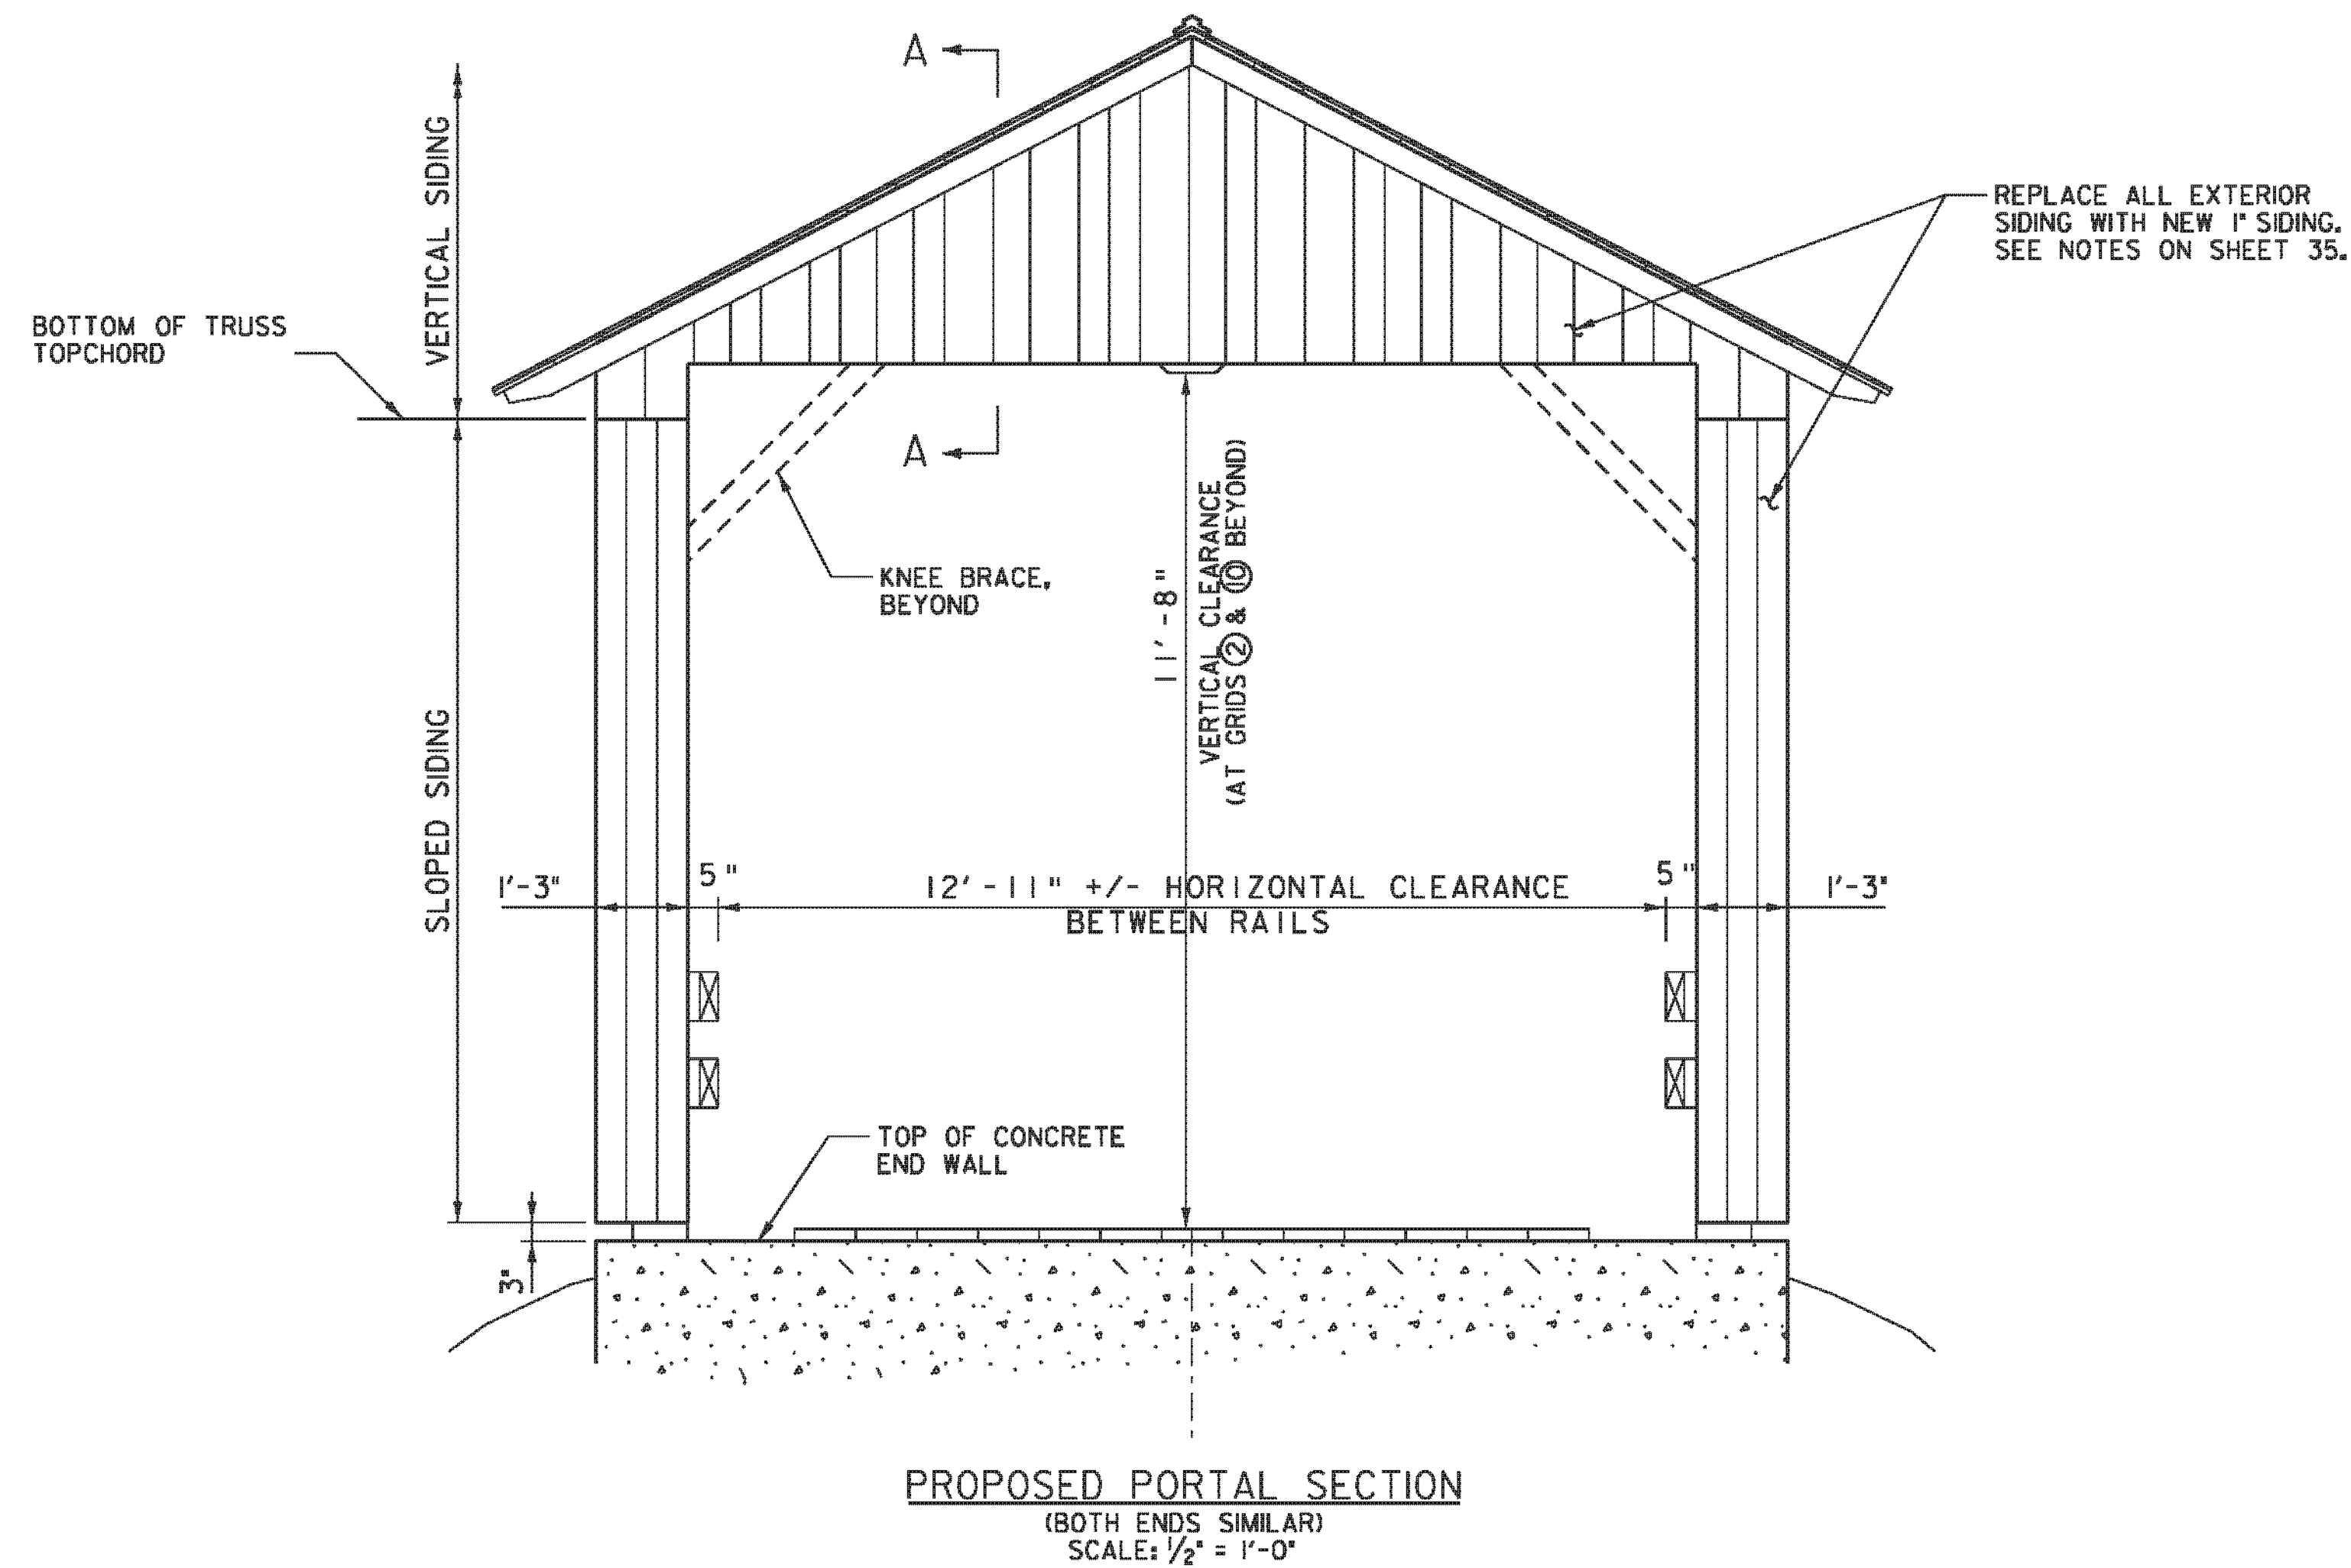 A
VERTICAL SIDING
REPLACE ALL EXTERIOR
SIDING WITH NEW 1" SIDING.
SEE NOTES ON SHEET 35.
BOTTOM OF TRUSS
TOPCHORD
A
KNEE BRACE,
BEYOND
11'-8"
VERTICAL CLEARANCE
(AT GRIDS 2 & 10 BEYOND)
SLOPED SIDING
1'-3"
5"
12'-11" +/- HORIZONTAL CLEARANCE
BETWEEN RAILS
5"
1'-3"
TOP OF CONCRETE
END WALL
3"
PROPOSED PORTAL SECTION
(BOTH ENDS SIMILAR)
SCALE: 1/2" = 1'-0"